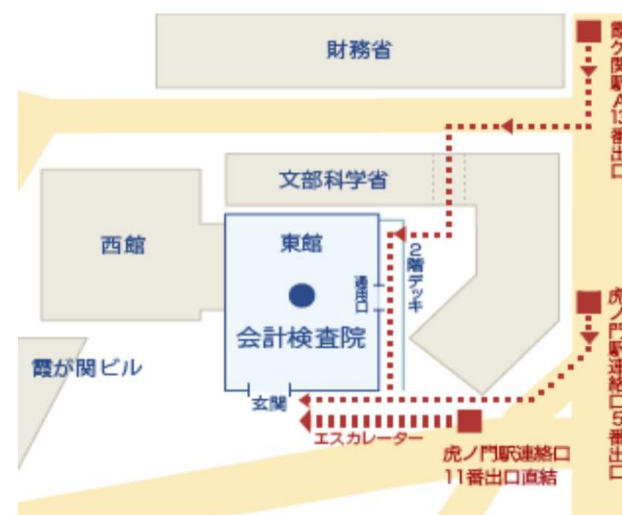 財務省
霞ケ関駅A13番出口
文部科学省
西館
東館
2階デッキ
通用口
会計検査院
霞が関ビル
玄関
エスカレーター
虎ノ門駅連絡口5番出口
虎ノ門駅連絡口
11番出口直結